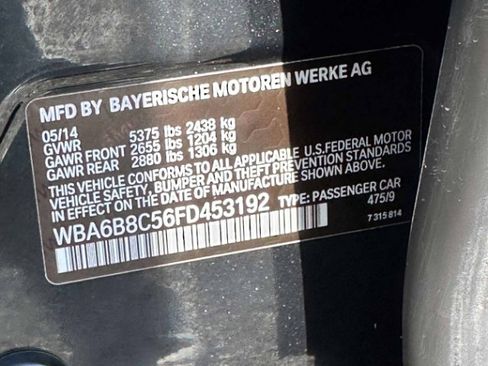 MFD BY BAYERISCHE MOTOREN WERKE AG
05/14
GVWR 5375 lbs 2438 kg
GAWR FRONT 2655 lbs 1204 kg
GAWR REAR 2880 lbs 1306 kg
THIS VEHICLE CONFORMS TO ALL APPLICABLE U.S.FEDERAL MOTOR
VEHICLE SAFETY, BUMPER AND THEFT PREVENTION STANDARDS
IN EFFECT ON THE DATE OF MANUFACTURE SHOWN ABOVE.
WBA6B8C56FD453192 TYPE: PASSENGER CAR
475/9
7 315 814